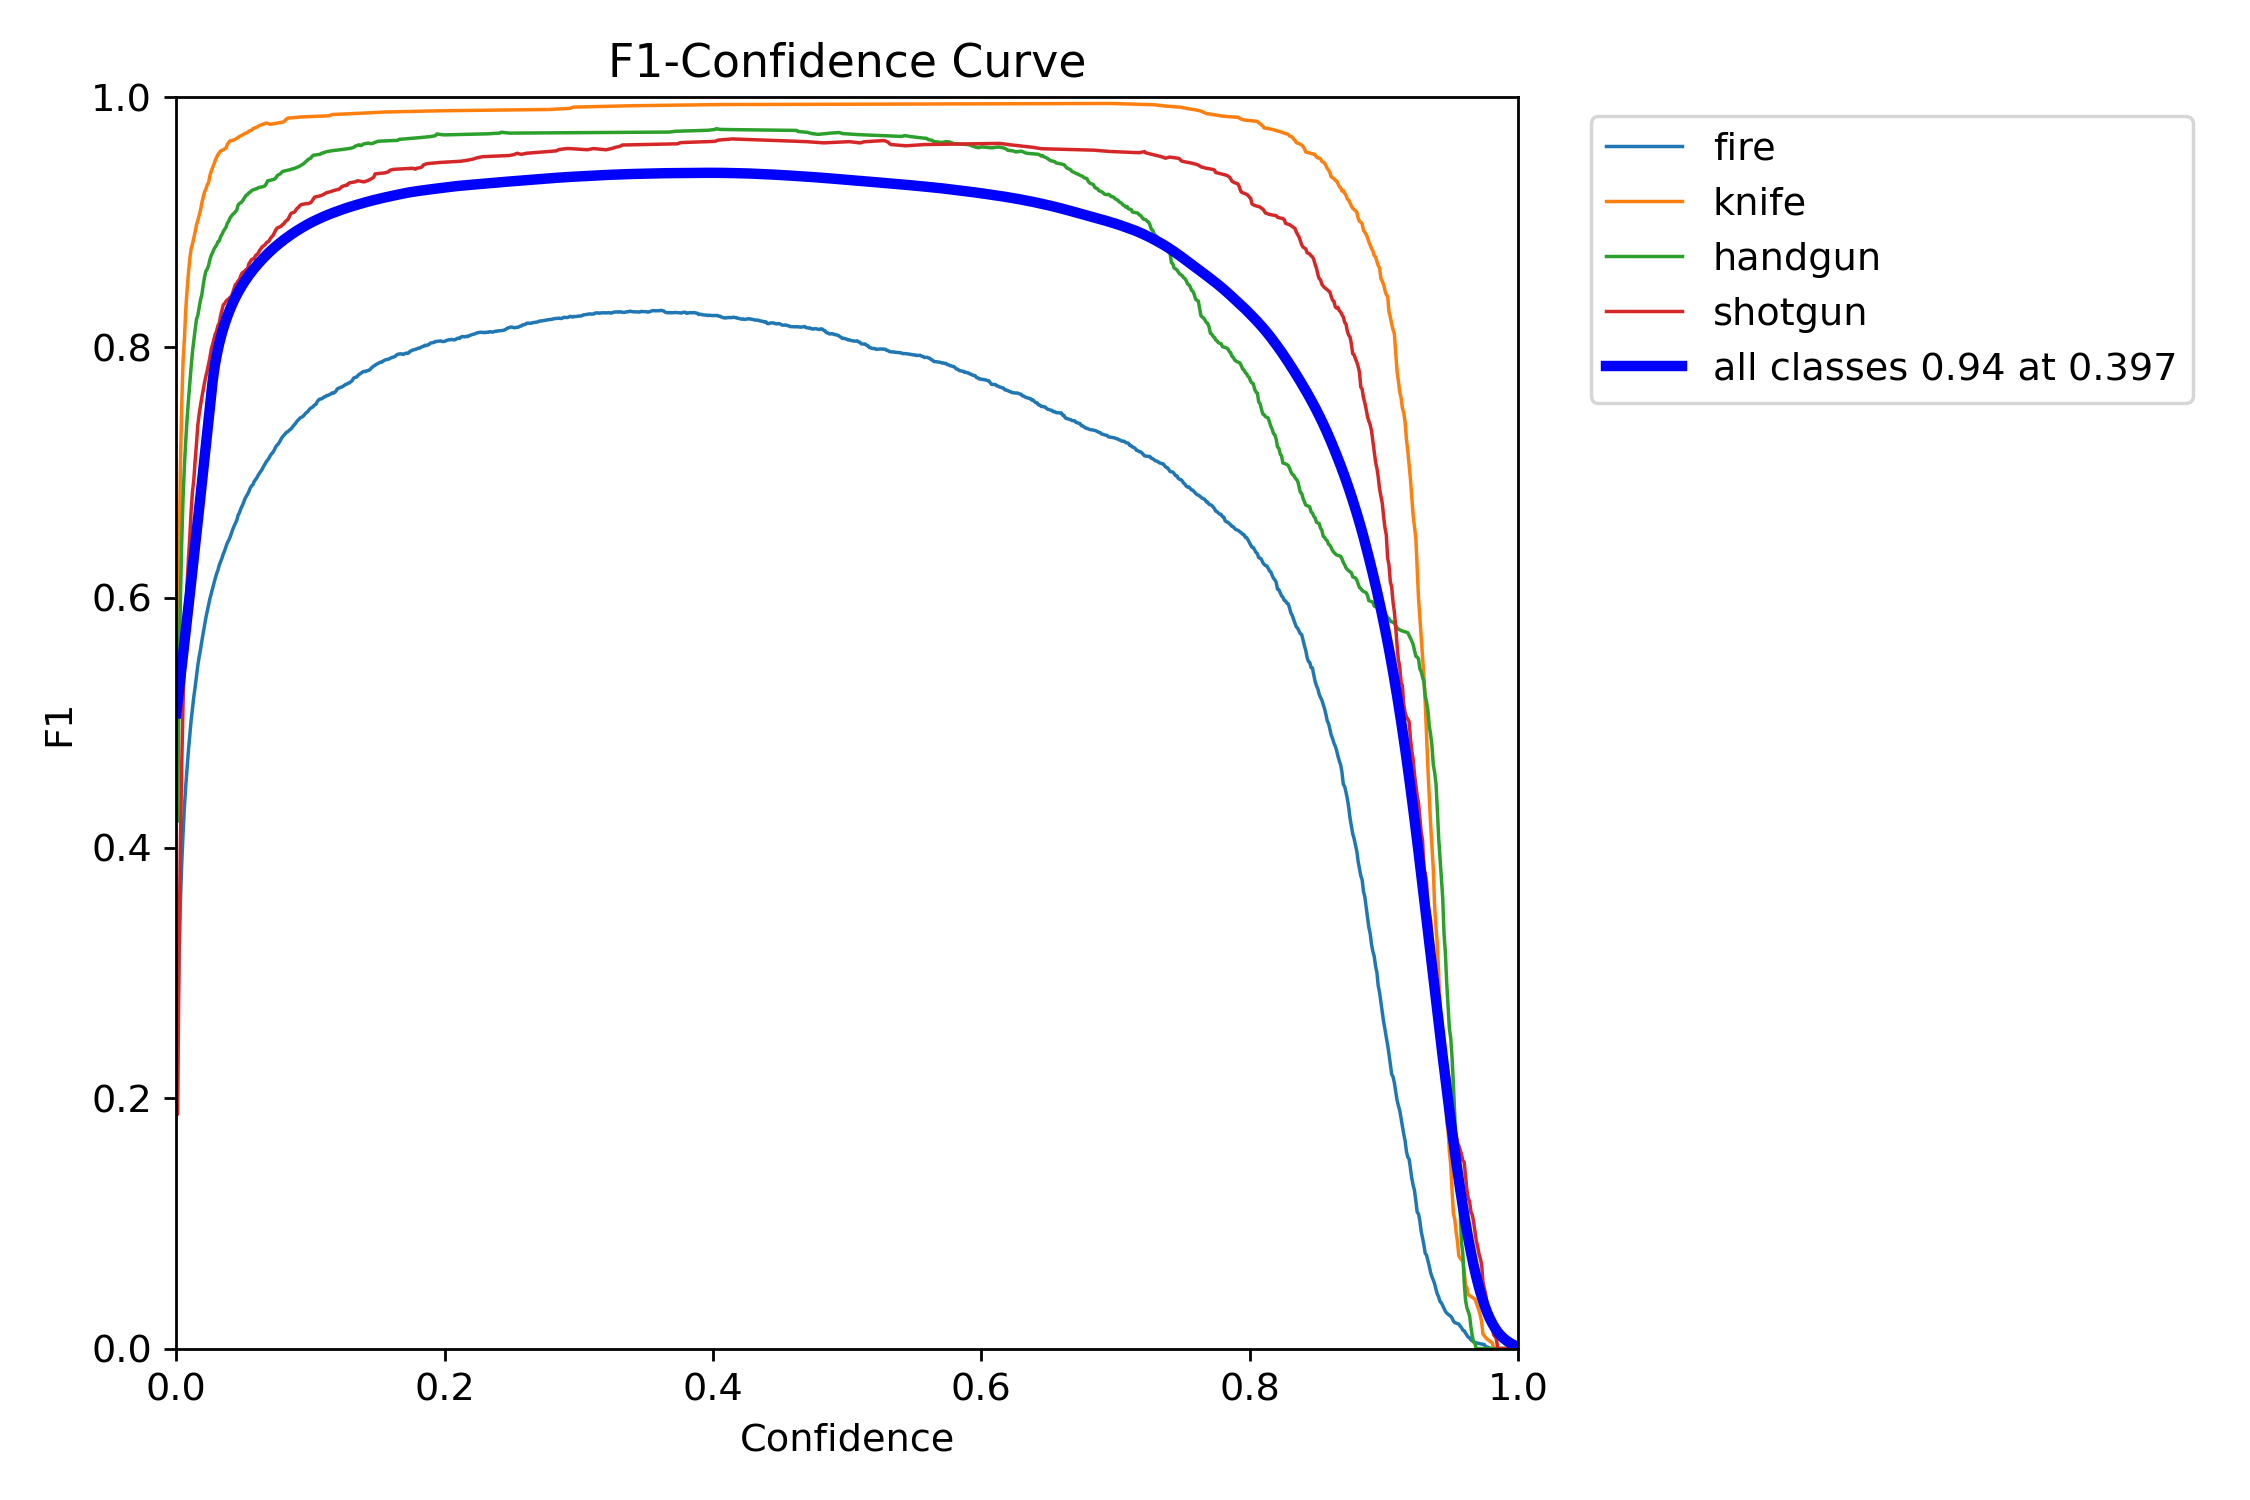 F1-Confidence Curve
1.0
0.8
0.6
0.4
0.2
0.0
F1
0.0 0.2 0.4 0.6 0.8 1.0
Confidence
fire
knife
handgun
shotgun
all classes 0.94 at 0.397